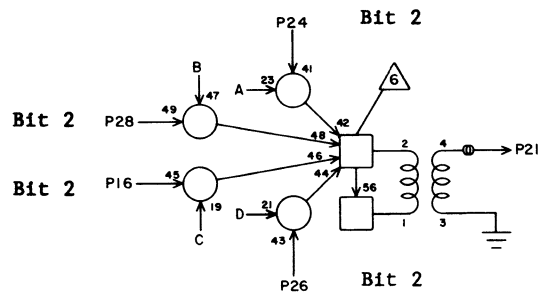 Bit 2
P24
B
A 23 41
6
47
Bit 2 P28 49
42
48
2 4
P21
46
Bit 2 P16 45
44
19
D 21
56
C
43
1 3
P26
Bit 2